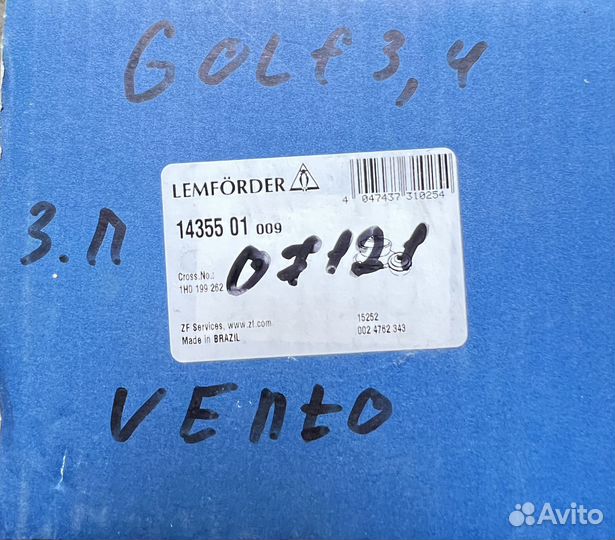 GOLF 3,4
LEMFÖRDER
4 047437 310254
14355 01 009
З.П
07121
Cross.No.:
1H0 199 262
ZF Services, www.zf.com
Made in BRAZIL
15252
002 4762 343
VENtO
Avito